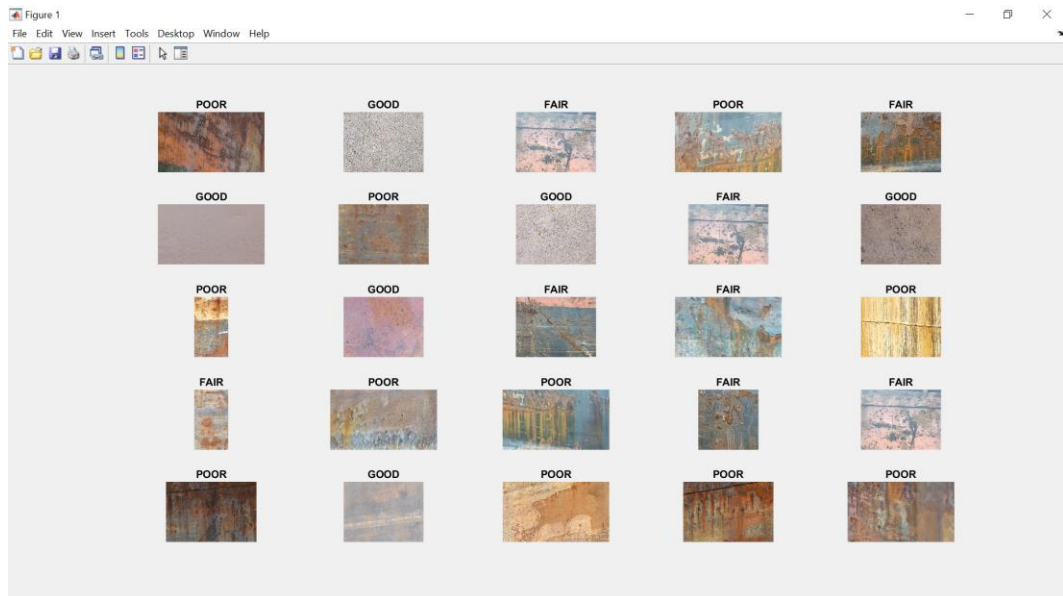 Figure 1
File Edit View Insert Tools Desktop Window Help
POOR GOOD FAIR POOR FAIR
GOOD POOR GOOD FAIR GOOD
POOR GOOD FAIR FAIR POOR
FAIR POOR POOR FAIR FAIR
POOR GOOD POOR POOR POOR